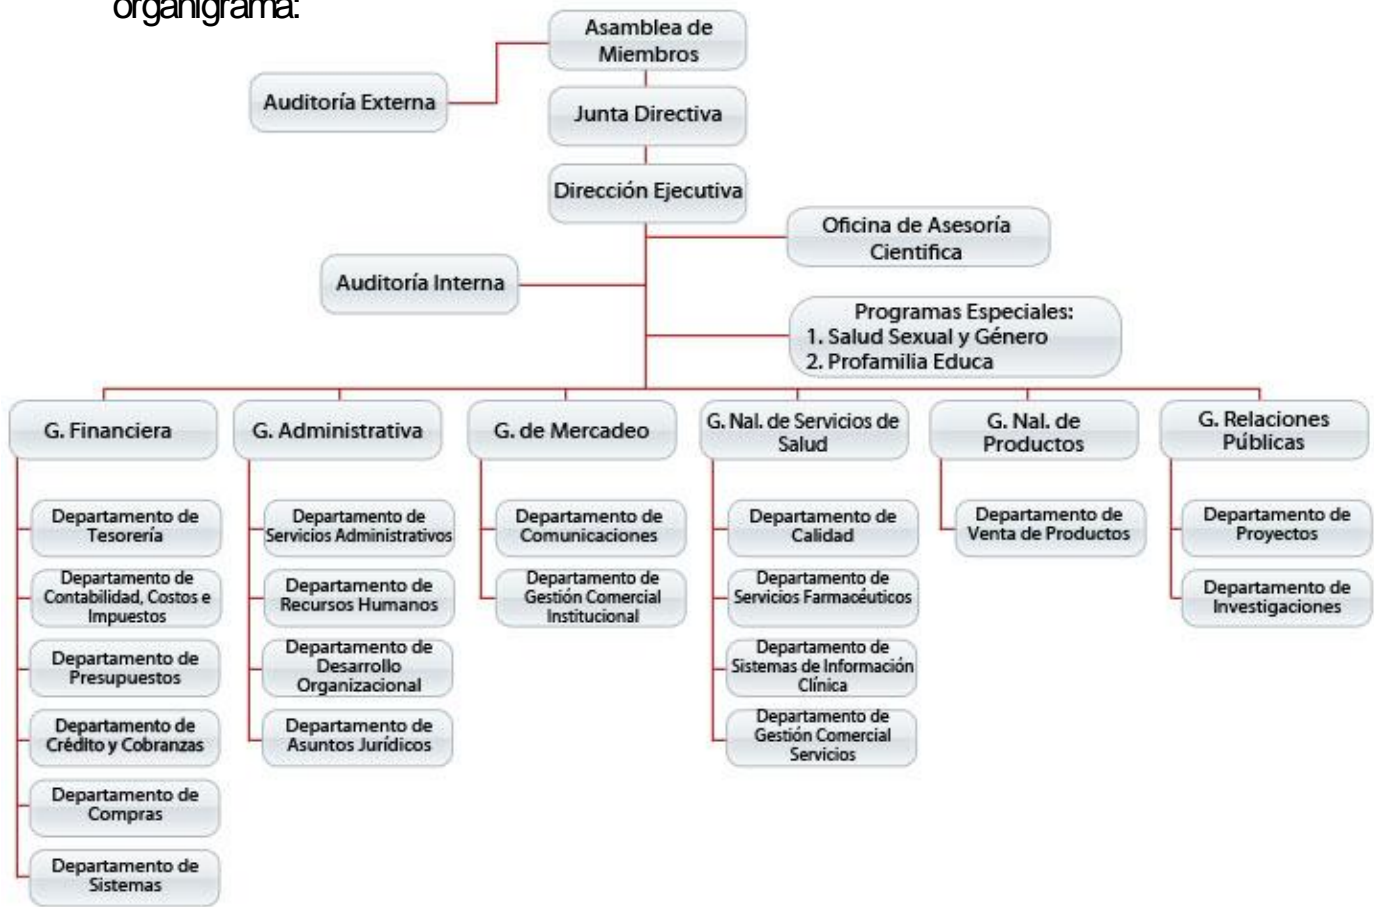 organigrama:
Asamblea de
Miembros
Auditoría Externa
Junta Directiva
Dirección Ejecutiva
Oficina de Asesoría
Cientifica
Auditoría Interna
Programas Especiales:
1. Salud Sexual y Género
2. Profamilia Educa
G. Financiera
G. Administrativa
G. de Mercadeo
G. Nal. de Servicios de
Salud
G. Nal. de
Productos
G. Relaciones
Públicas
Departamento de
Tesorería
Departamento de
Contabilidad, Costos e
Impuestos
Departamento de
Presupuestos
Departamento de
Crédito y Cobranzas
Departamento de
Compras
Departamento de
Sistemas
Departamento de
Servicios Administrativos
Departamento de
Recursos Humanos
Departamento de
Desarrollo
Organizacional
Departamento de
Asuntos Jurídicos
Departamento de
Comunicaciones
Departamento de
Gestión Comercial
Institucional
Departamento de
Calidad
Departamento de
Servicios Farmacéuticos
Departamento de
Sistemas de Información
Clínica
Departamento de
Gestión Comercial
Servicios
Departamento de
Venta de Productos
Departamento de
Proyectos
Departamento de
Investigaciones